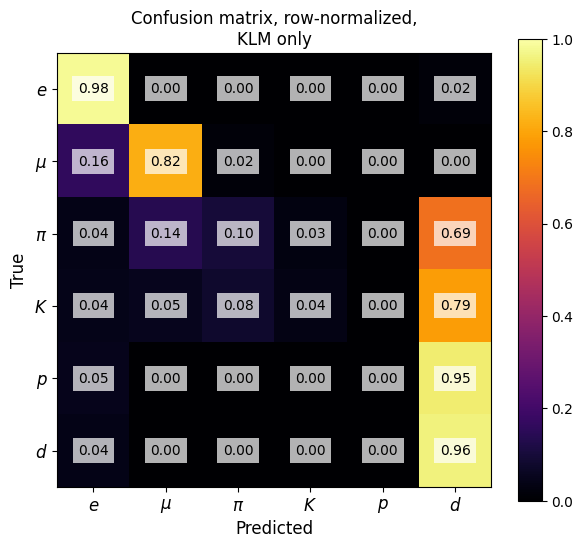 Confusion matrix, row-normalized,
KLM only
True
e 0.98 0.00 0.00 0.00 0.00 0.02
μ 0.16 0.82 0.02 0.00 0.00 0.00
π 0.04 0.14 0.10 0.03 0.00 0.69
K 0.04 0.05 0.08 0.04 0.00 0.79
p 0.05 0.00 0.00 0.00 0.00 0.95
d 0.04 0.00 0.00 0.00 0.00 0.96
e μ π K p d
Predicted
1.0
0.8
0.6
0.4
0.2
0.0